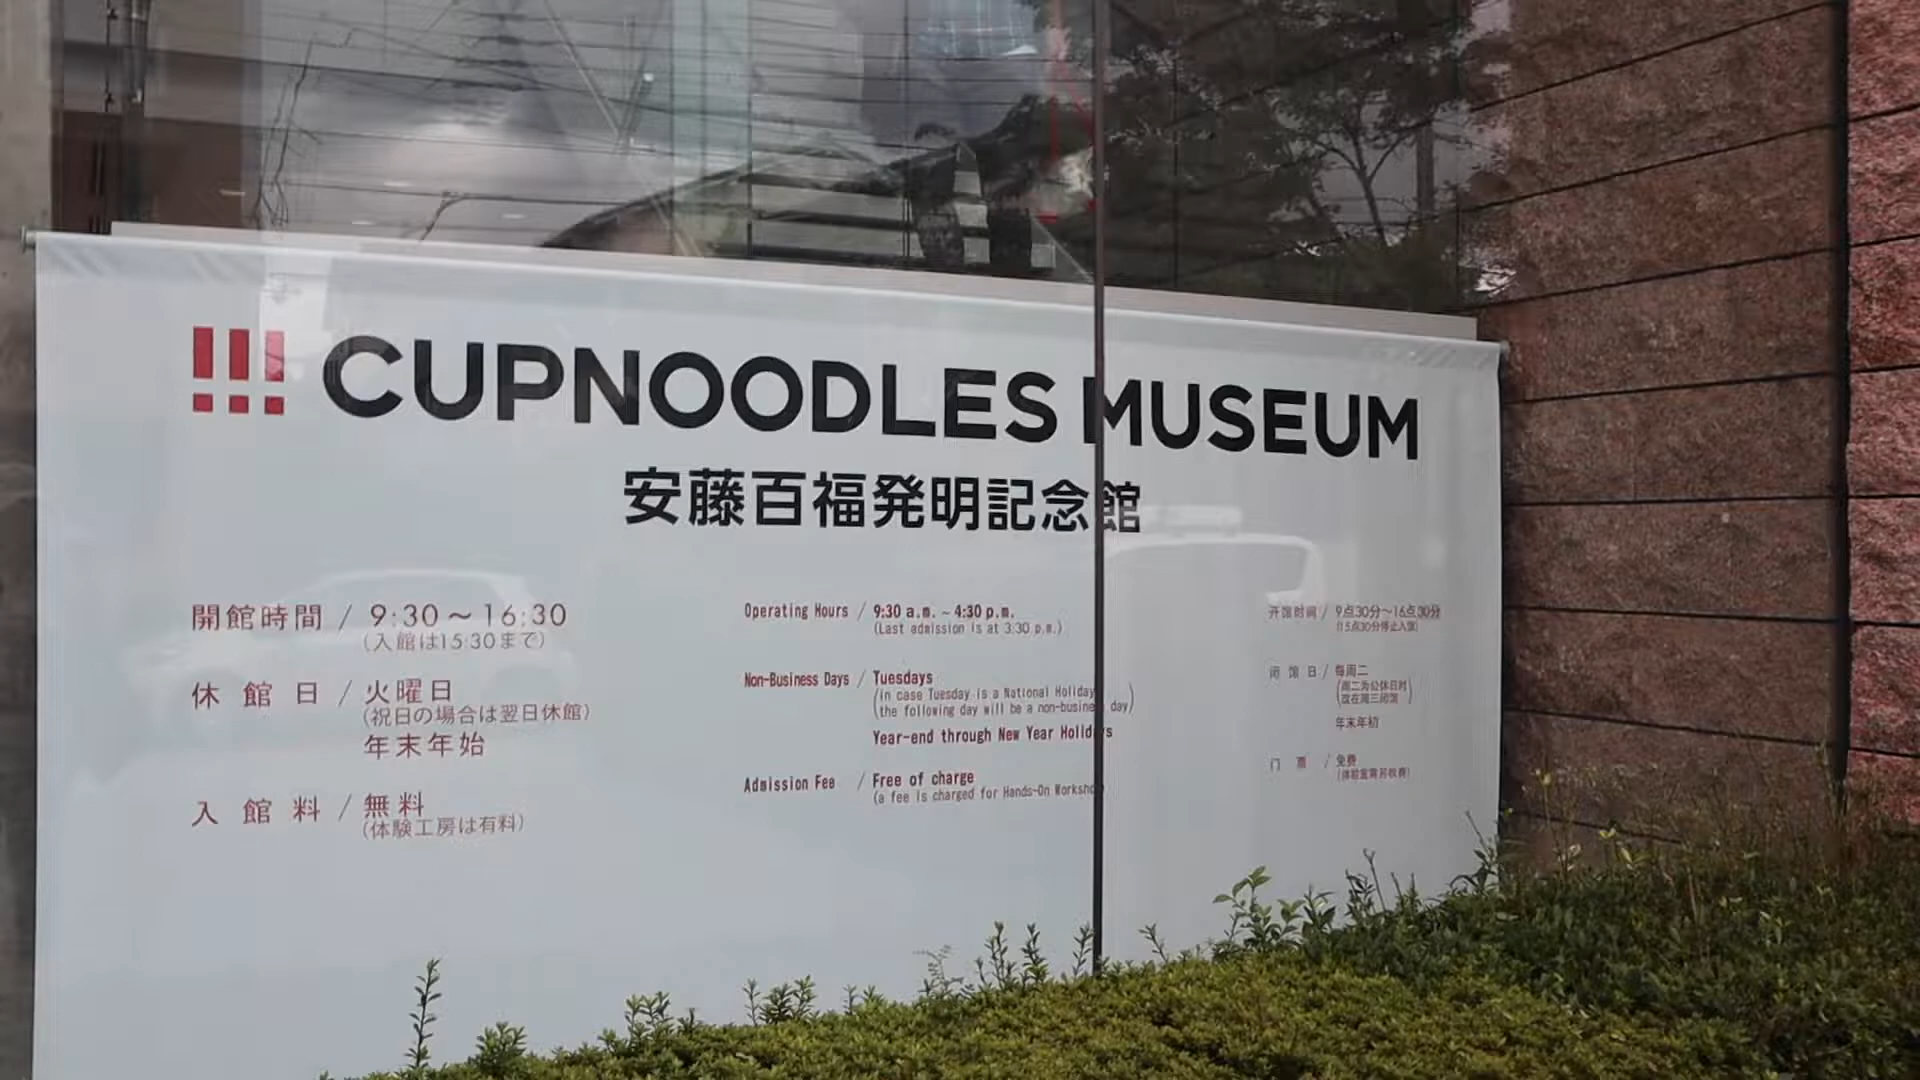 !!! CUPNOODLES MUSEUM
安藤百福発明記念館
開館時間 / 9:30～16:30
(入館は15:30まで)
休館日 / 火曜日
(祝日の場合は翌日休館)
年末年始
入館料 / 無料
(体験工房は有料)
Operating Hours / 9:30 a.m. ~ 4:30 p.m.
(Last admission is at 3:30 p.m.)
Non-Business Days / Tuesdays
(in case Tuesday is a National Holiday
the following day will be a non-business day)
Year-end through New Year Holidays
Admission Fee / Free of charge
(a fee is charged for Hands-On Workshop
开馆时间 / 9点30分～16点30分
(15点30分停止入馆)
闭馆日 / 每周二
(周二为公休日时
改在周三闭馆)
年末年初
门票 / 免费
(体验重需另收费)